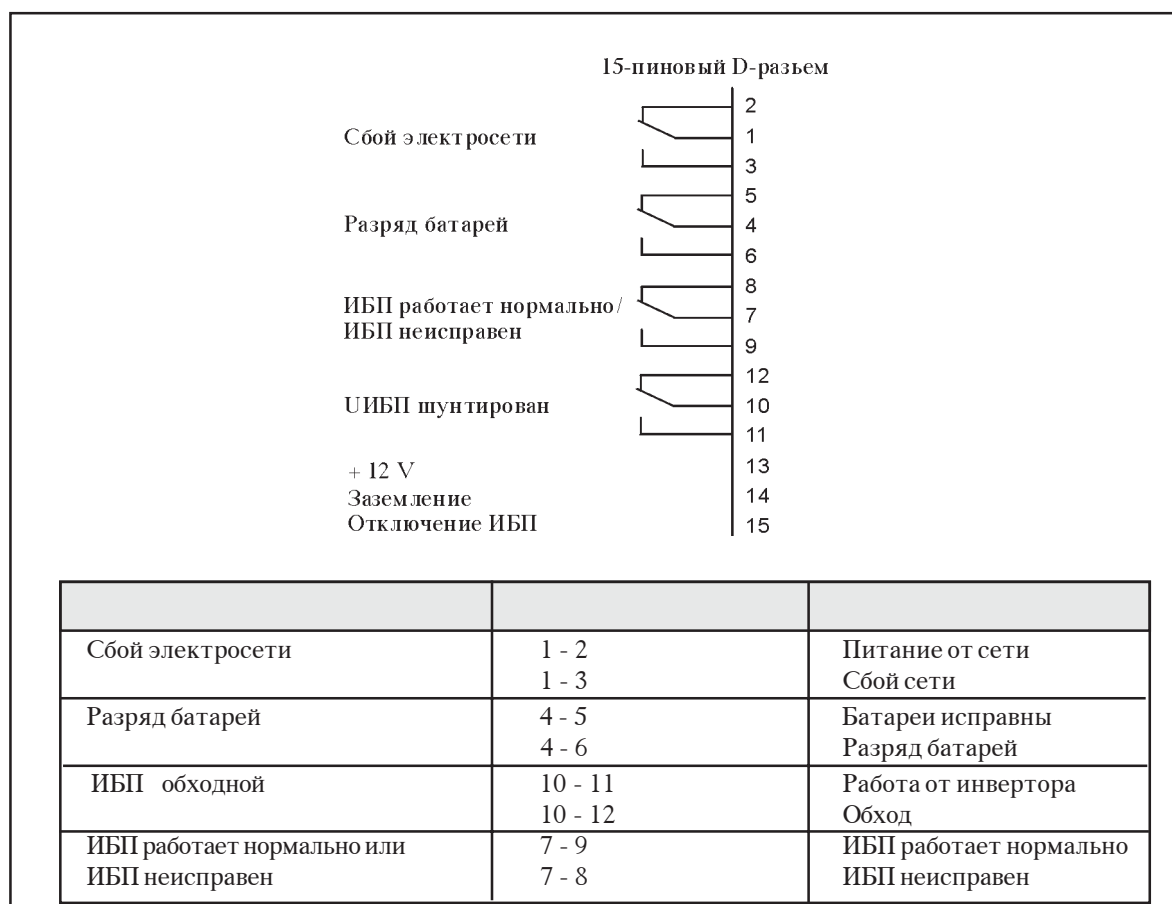 15-пиновый D-разьем
2
Сбой электросети 1
3
5
Разряд батарей 4
6
8
ИБП работает нормально/
7
ИБП неисправен
9
12
UИБП шунтирован 10
11
+ 12 V 13
Заземление 14
Отключение ИБП 15
Сбой электросети 1 - 2 Питание от сети
1 - 3 Сбой сети
Разряд батарей 4 - 5 Батареи исправны
4 - 6 Разряд батарей
ИБП обходной 10 - 11 Работа от инвертора
10 - 12 Обход
ИБП работает нормально или 7 - 9 ИБП работает нормально
ИБП неисправен 7 - 8 ИБП неисправен